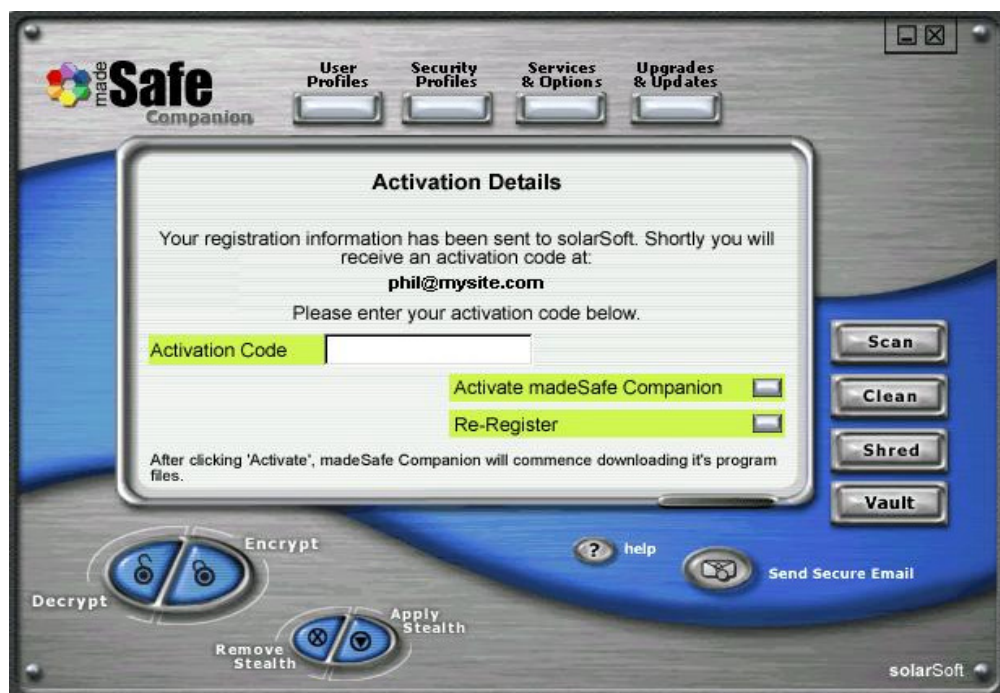 made Safe
Companion
User Profiles
Security Profiles
Services & Options
Upgrades & Updates
Activation Details
Your registration information has been sent to solarSoft. Shortly you will
receive an activation code at:
phil@mysite.com
Please enter your activation code below.
Activation Code
Activate madeSafe Companion
Re-Register
After clicking 'Activate', madeSafe Companion will commence downloading it's program
files.
Scan
Clean
Shred
Vault
Encrypt
Decrypt
? help
Send Secure Email
Apply
Stealth
Remove
Stealth
solarSoft